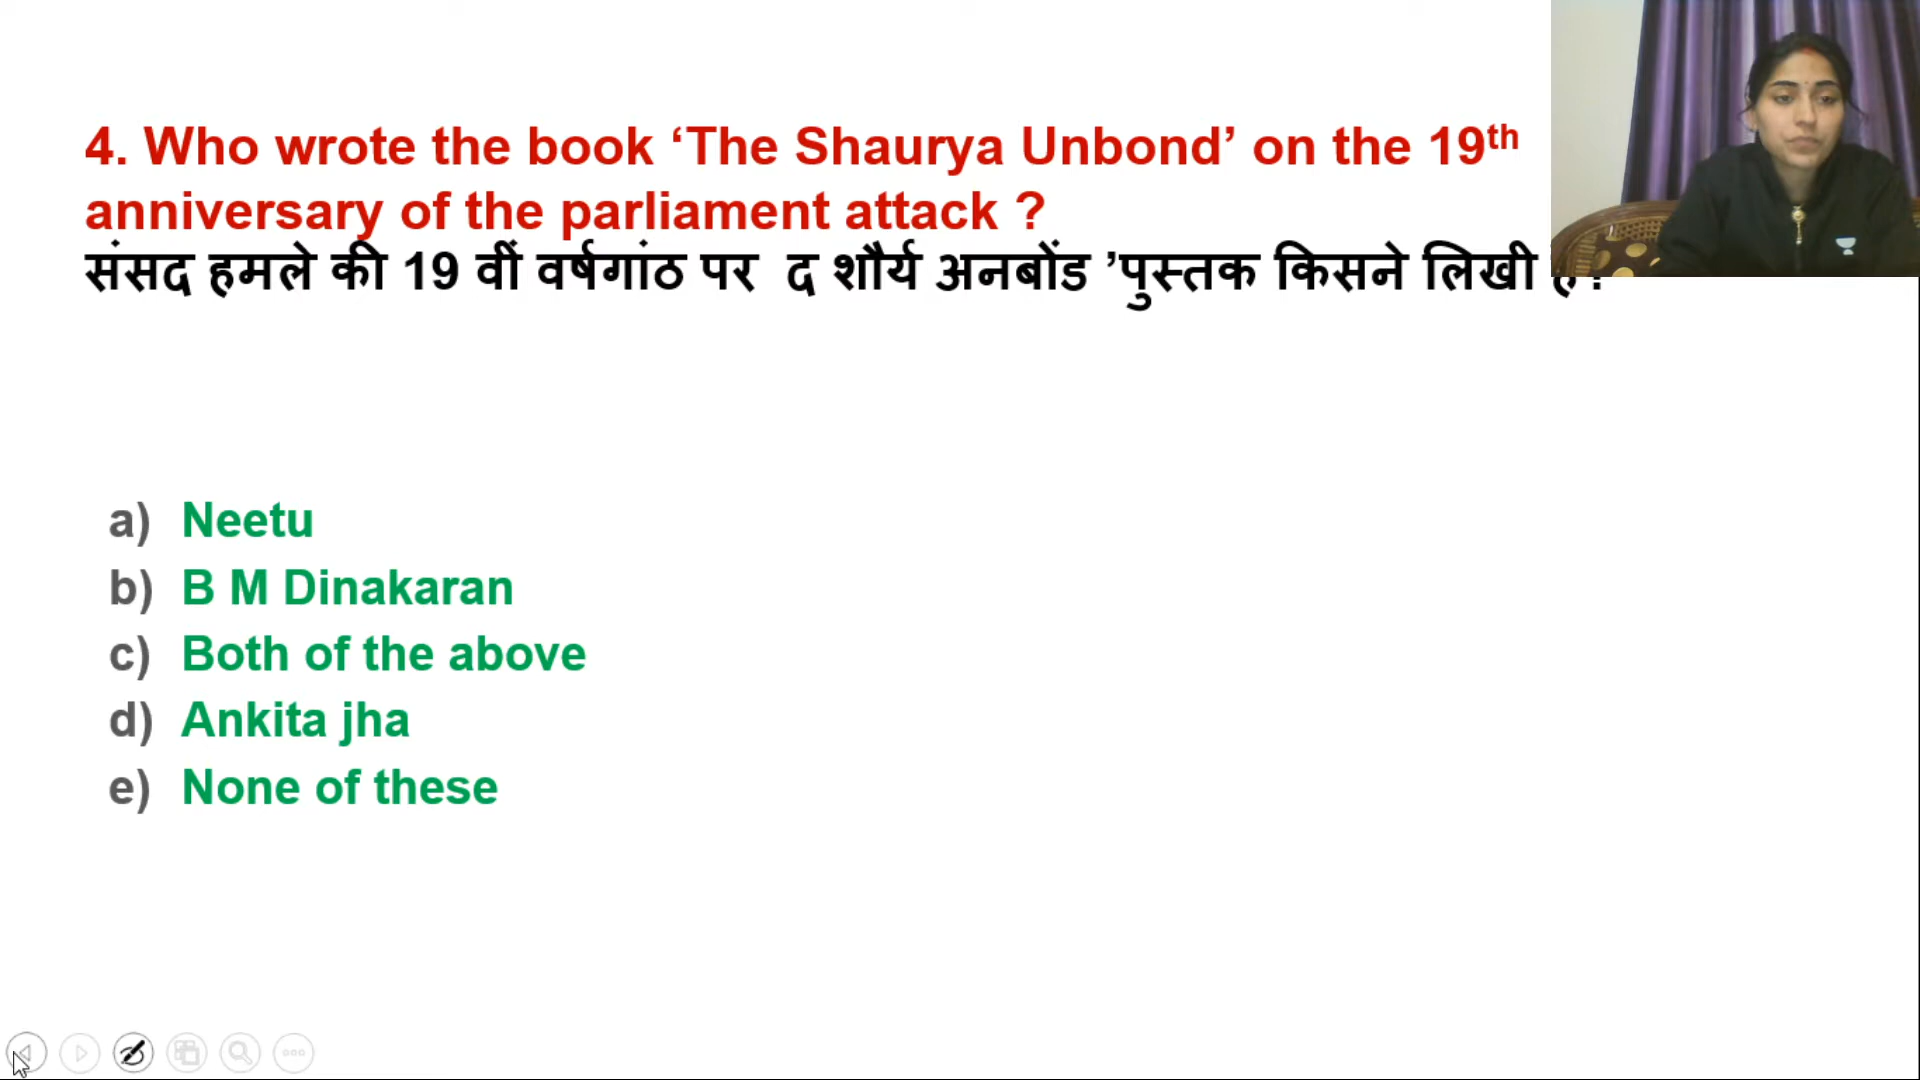 4. Who wrote the book ‘The Shaurya Unbond’ on the 19th
anniversary of the parliament attack ?
संसद हमले की 19 वीं वर्षगांठ पर द शौर्य अनबोंड ’पुस्तक किसने लिखी
a) Neetu
b) B M Dinakaran
c) Both of the above
d) Ankita jha
e) None of these